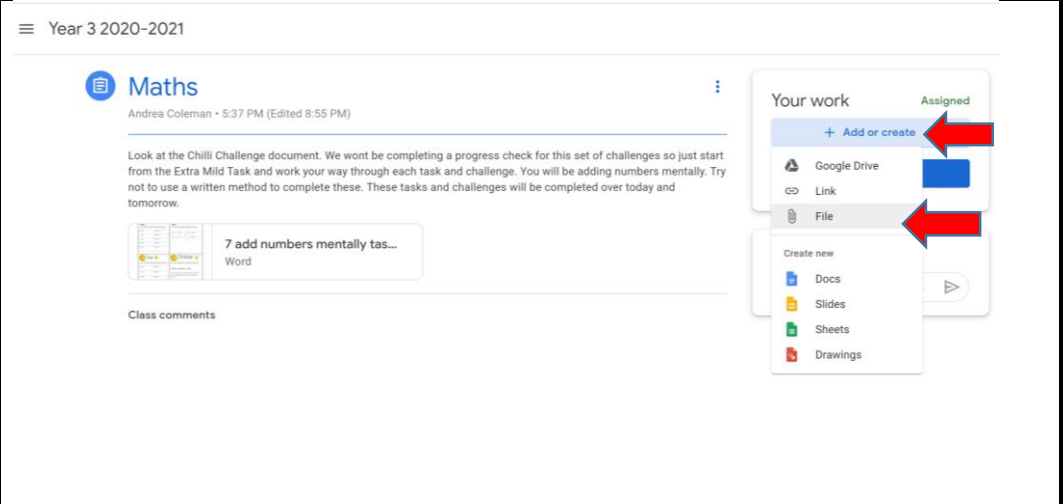 Year 3 2020-2021
Maths
Andrea Coleman • 5:37 PM (Edited 8:55 PM)
Look at the Chilli Challenge document. We wont be completing a progress check for this set of challenges so just start
from the Extra Mild Task and work your way through each task and challenge. You will be adding numbers mentally. Try
not to use a written method to complete these. These tasks and challenges will be completed over today and
tomorrow.
7 add numbers mentally tas...
Word
Class comments
Your work
Assigned
+ Add or create
Google Drive
Link
File
Create new
Docs
Slides
Sheets
Drawings